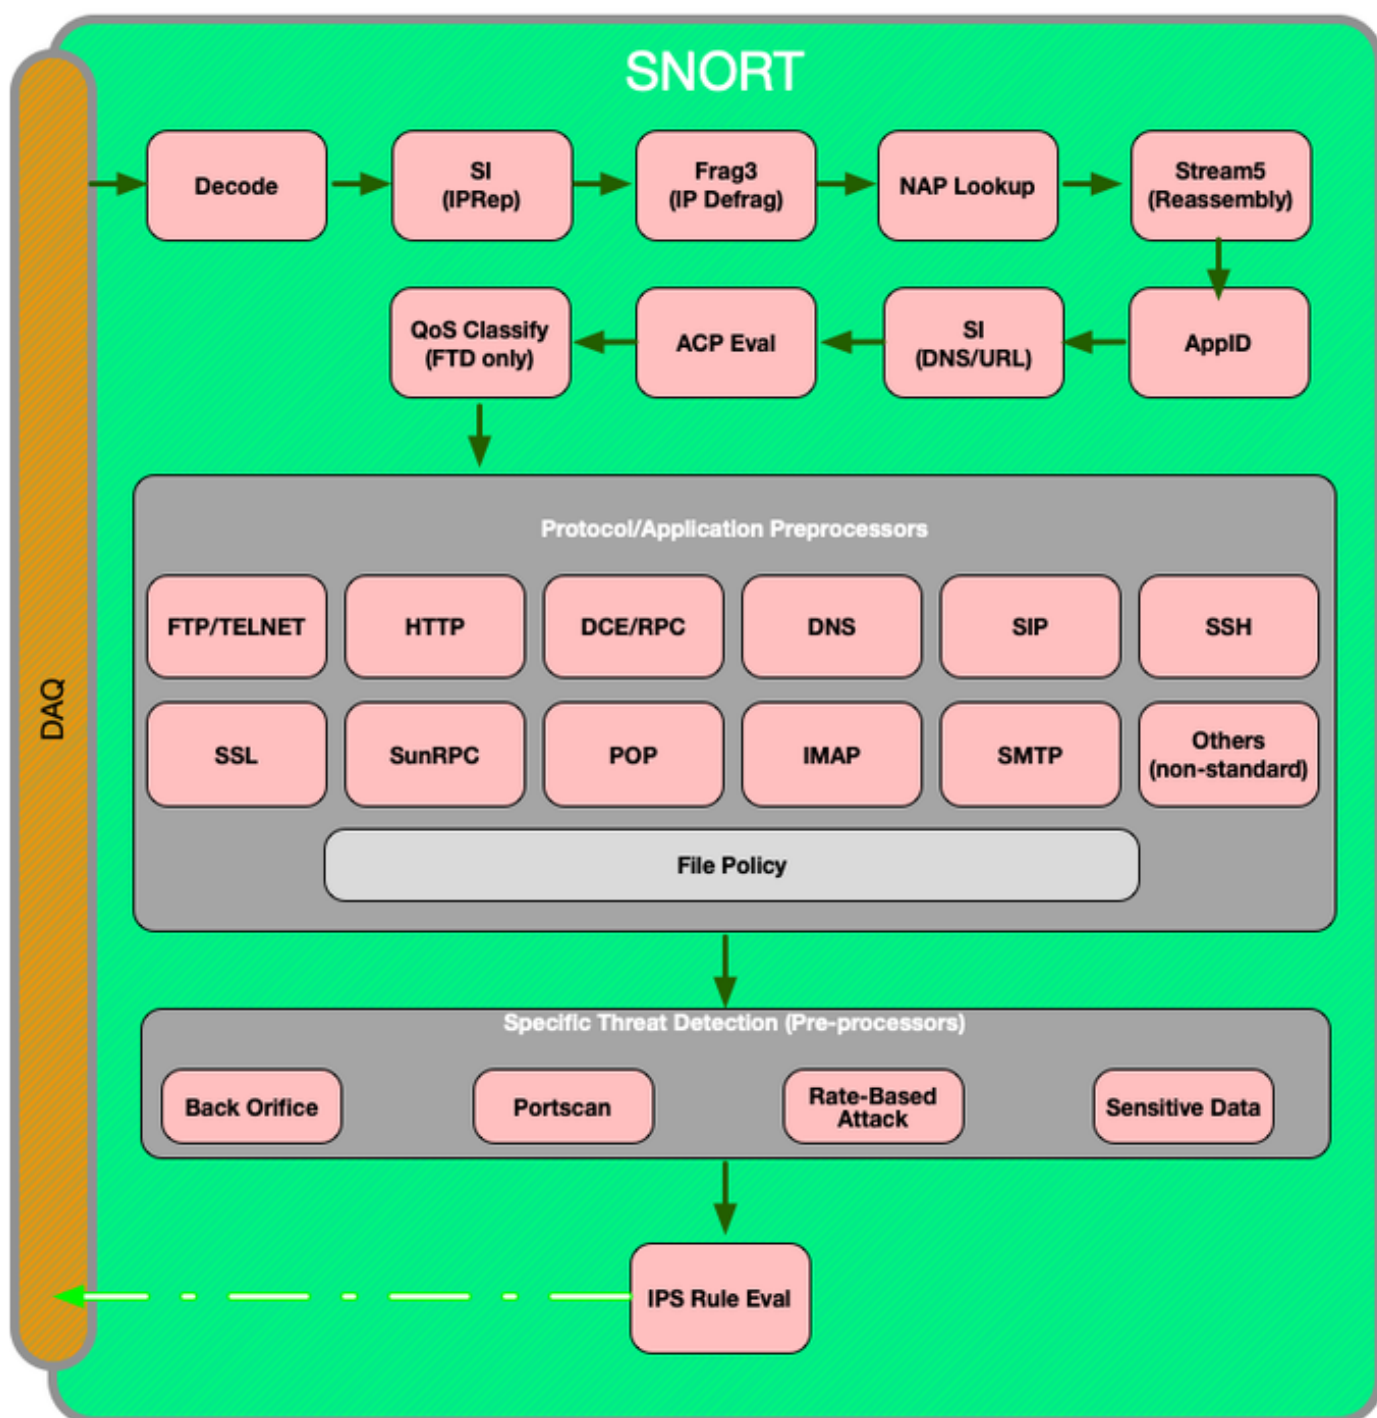 SNORT
Decode
SI
(IPRep)
Frag3
(IP Defrag)
NAP Lookup
Stream5
(Reassembly)
QoS Classify
(FTD only)
ACP Eval
SI
(DNS/URL)
AppID
Protocol/Application Preprocessors
FTP/TELNET
HTTP
DCE/RPC
DNS
SIP
SSH
DAQ
SSL
SunRPC
POP
IMAP
SMTP
Others
(non-standard)
File Policy
Specific Threat Detection (Pre-processors)
Back Orifice
Portscan
Rate-Based
Attack
Sensitive Data
IPS Rule Eval